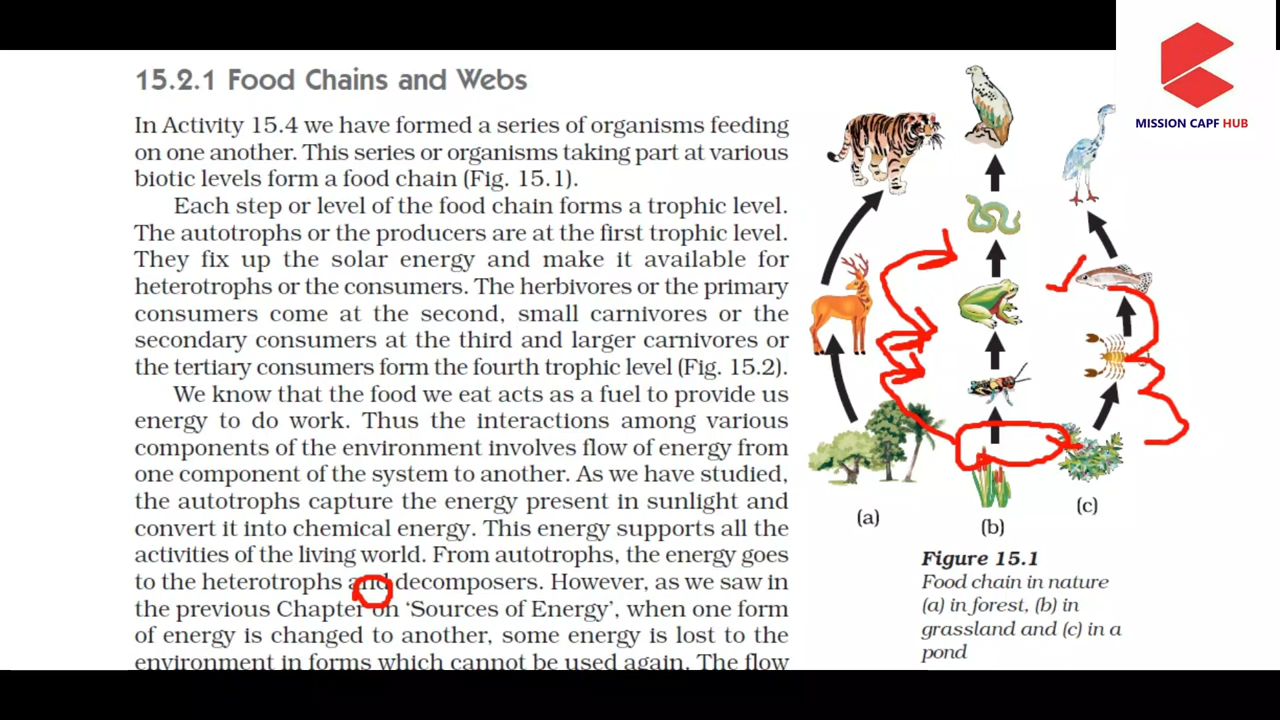 15.2.1 Food Chains and Webs
In Activity 15.4 we have formed a series of organisms feeding
on one another. This series or organisms taking part at various
biotic levels form a food chain (Fig. 15.1).
Each step or level of the food chain forms a trophic level.
The autotrophs or the producers are at the first trophic level.
They fix up the solar energy and make it available for
heterotrophs or the consumers. The herbivores or the primary
consumers come at the second, small carnivores or the
secondary consumers at the third and larger carnivores or
the tertiary consumers form the fourth trophic level (Fig. 15.2).
We know that the food we eat acts as a fuel to provide us
energy to do work. Thus the interactions among various
components of the environment involves flow of energy from
one component of the system to another. As we have studied,
the autotrophs capture the energy present in sunlight and
convert it into chemical energy. This energy supports all the
activities of the living world. From autotrophs, the energy goes
to the heterotrophs and decomposers. However, as we saw in
the previous Chapter on ‘Sources of Energy’, when one form
of energy is changed to another, some energy is lost to the
environment in forms which cannot be used again. The flow
MISSION CAPF HUB
(a)
(b)
(c)
Figure 15.1
Food chain in nature
(a) in forest, (b) in
grassland and (c) in a
pond